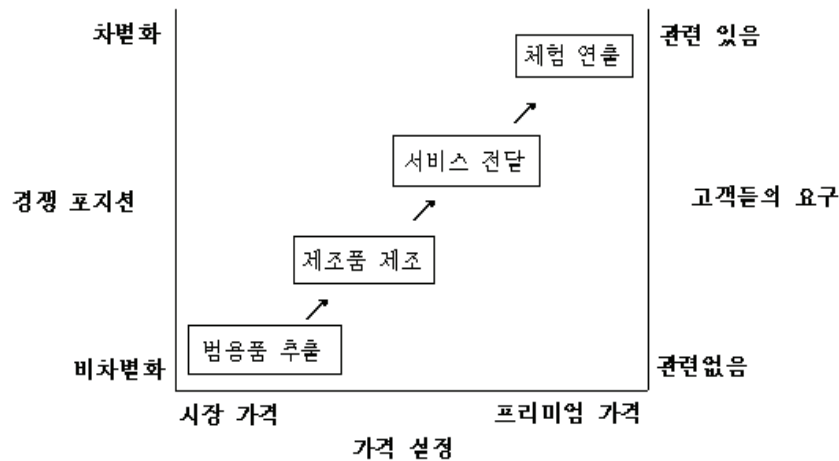 차별화
관련 있음
체험 연출
서비스 전달
경쟁 포지션
고객들의 요구
제조품 제조
범용품 추출
비차별화
관련없음
시장 가격
프리미엄 가격
가격 설정